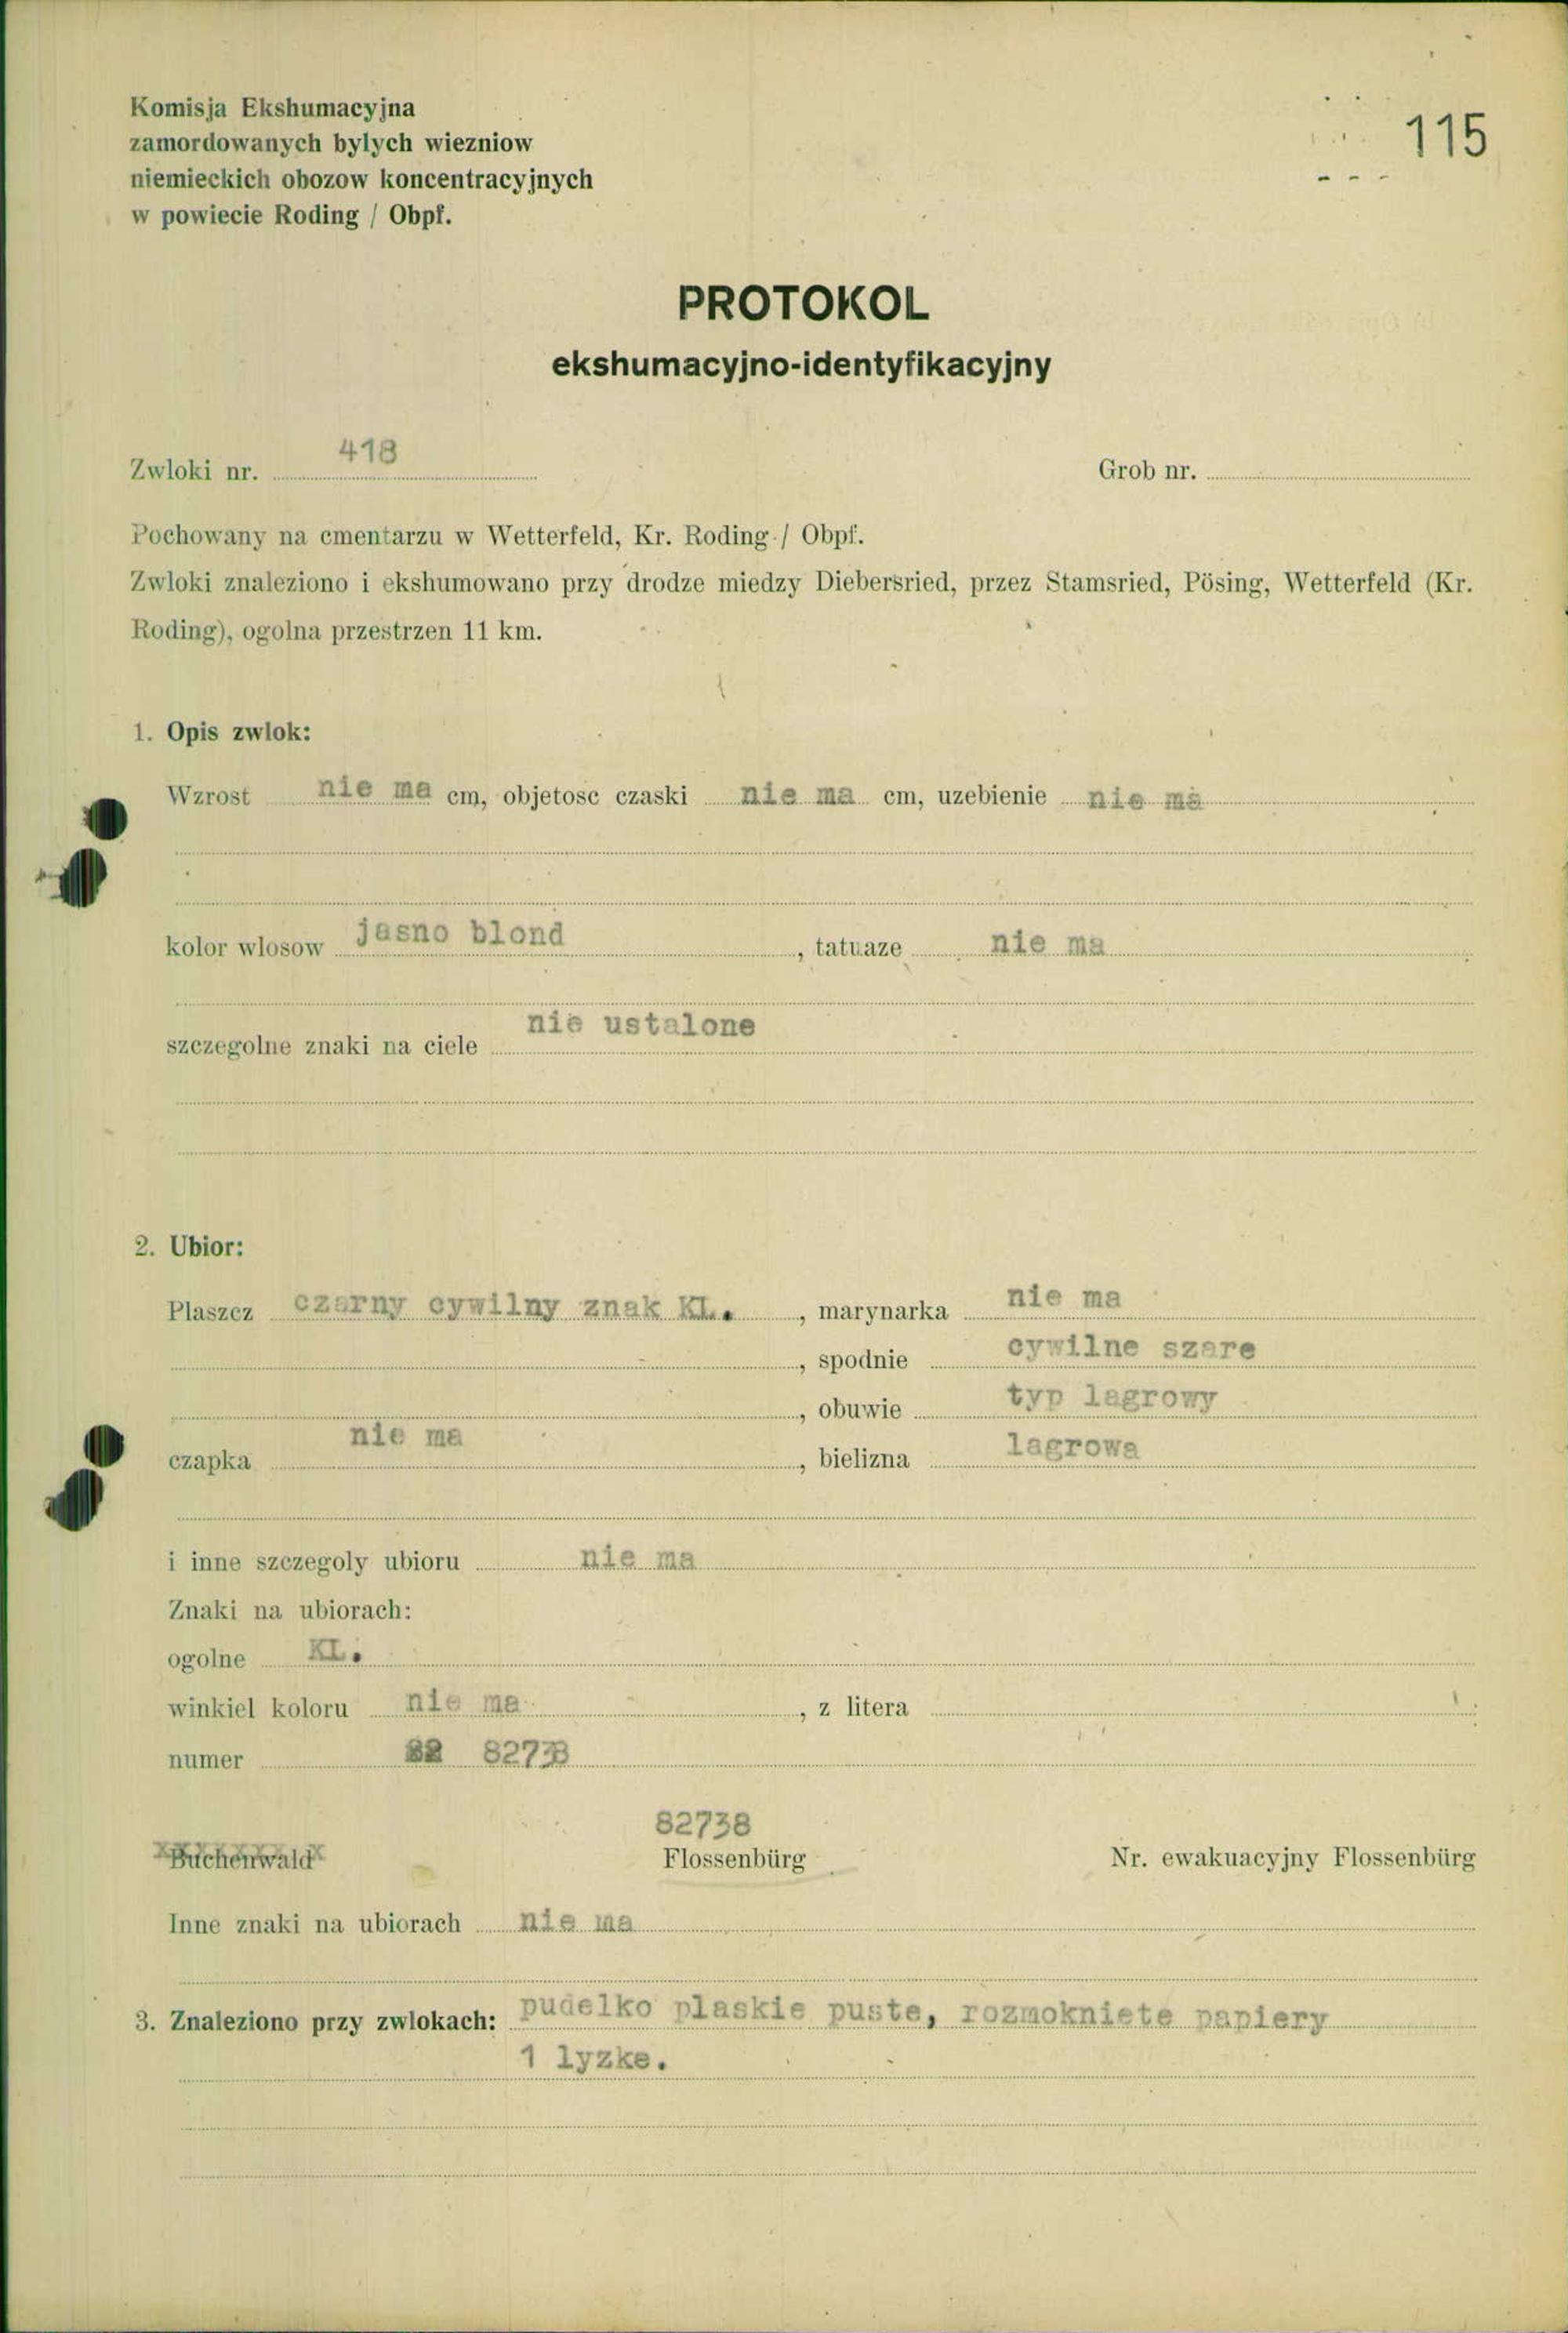 Komisja Ekshumacyjna
zamordowanych bylych wiezniow
niemieckich obozow koncentracyjnych
w powiecie Roding / Obpf.
115
PROTOKOL
ekshumacyjno-identyfikacyjny
Zwloki nr. 418 Grob nr.
Pochowany na cmentarzu w Wetterfeld, Kr. Roding / Obpf.
Zwloki znaleziono i ekshumowano przy drodze miedzy Diebersried, przez Stamsried, Pösing, Wetterfeld (Kr.
Roding), ogolna przestrzen 11 km.
1. Opis zwlok:
Wzrost nie ma cm, objetosc czaski nie ma cm, uzebienie nie ma
kolor wlosow jasno blond, tatuaze nie ma
szczegolne znaki na ciele nie ustalone
2. Ubior:
Plaszcz czarny cywilny znak KL., marynarka nie ma
, spodnie cywilne szare
, obuwie typ lagrowy
czapka nie ma, bielizna lagrowa
i inne szczegoly ubioru nie ma
Znaki na ubiorach:
ogolne KL.
winkiel koloru nie ma, z litera
numer 82738
82738
Buchenwald Flossenbürg Nr. ewakuacyjny Flossenbürg
Inne znaki na ubiorach nie ma
3. Znaleziono przy zwlokach: pudelko plaskie puste, rozmokniete papiery
1 lyzke.